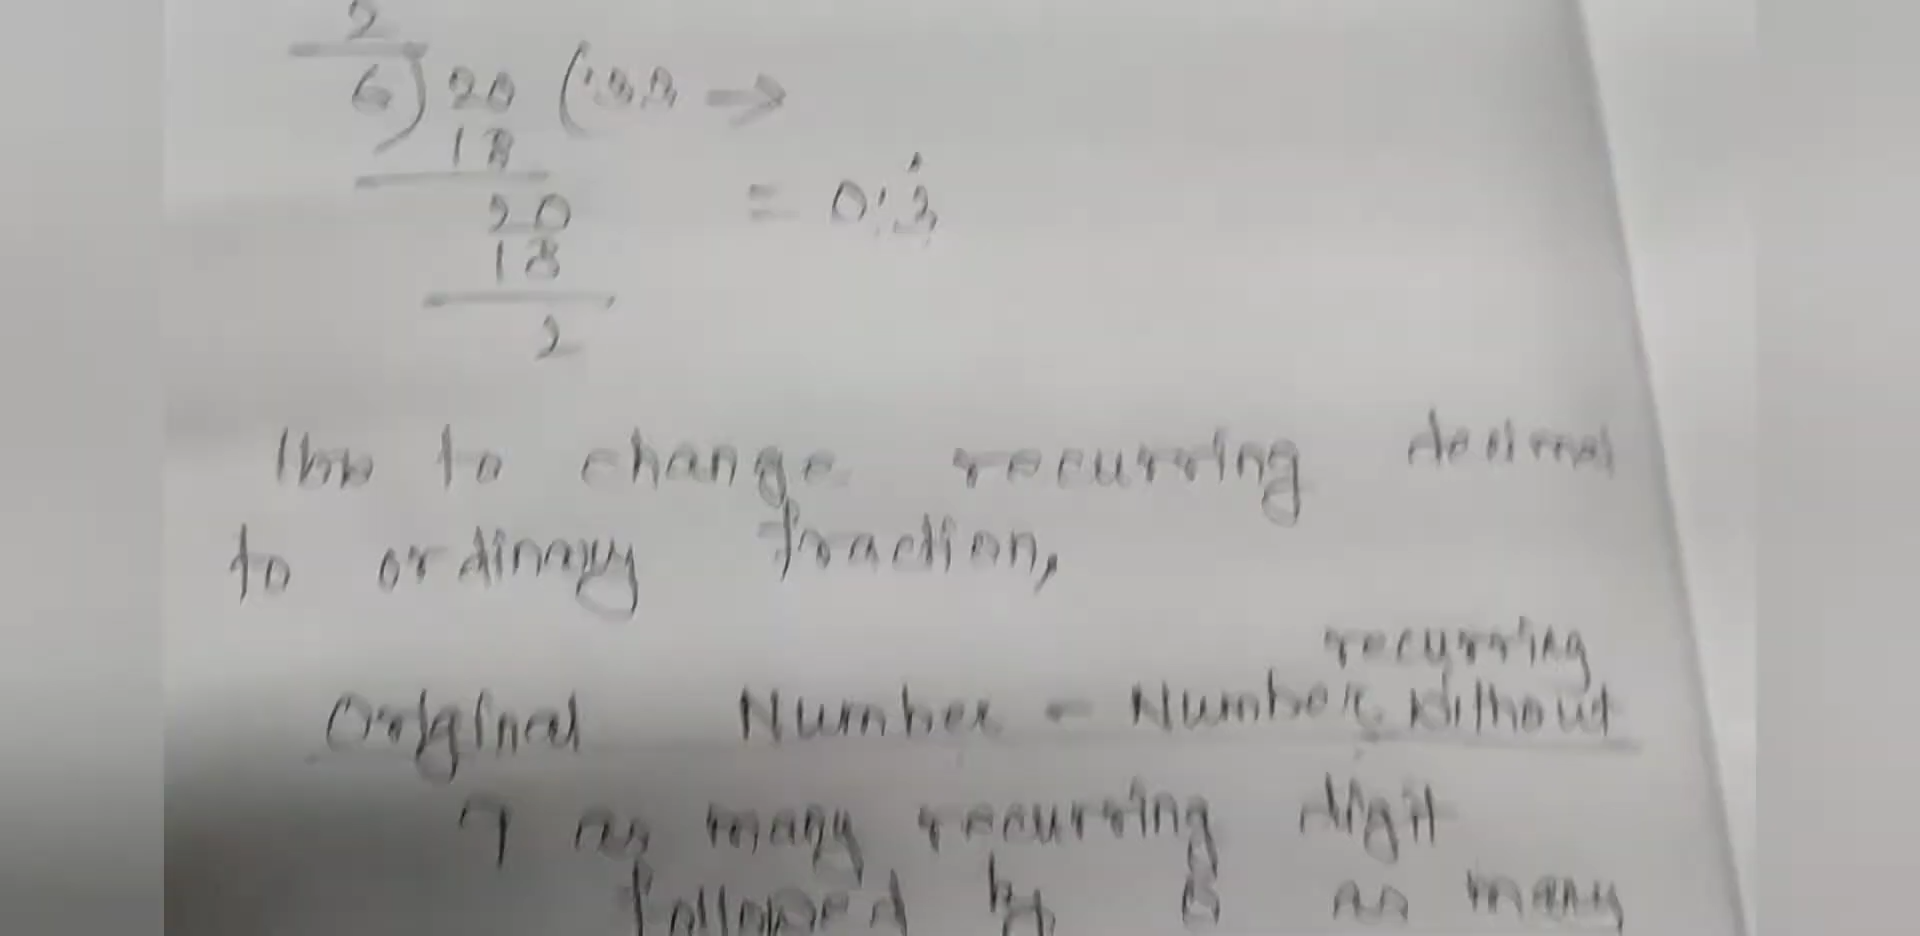 2
6) 20 (.33 →
18
20 = 0.3̇
18
2
How to change recurring decimal
to ordinary fraction,
recurring
Original Number - Number without
9 as many recurring digit
followed by 0 as many